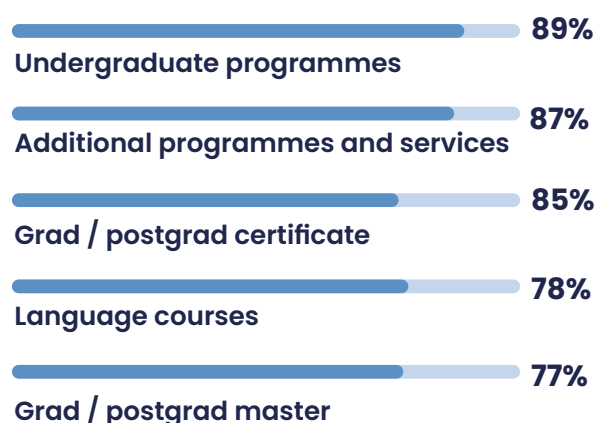 89%
Undergraduate programmes
87%
Additional programmes and services
85%
Grad / postgrad certificate
78%
Language courses
77%
Grad / postgrad master